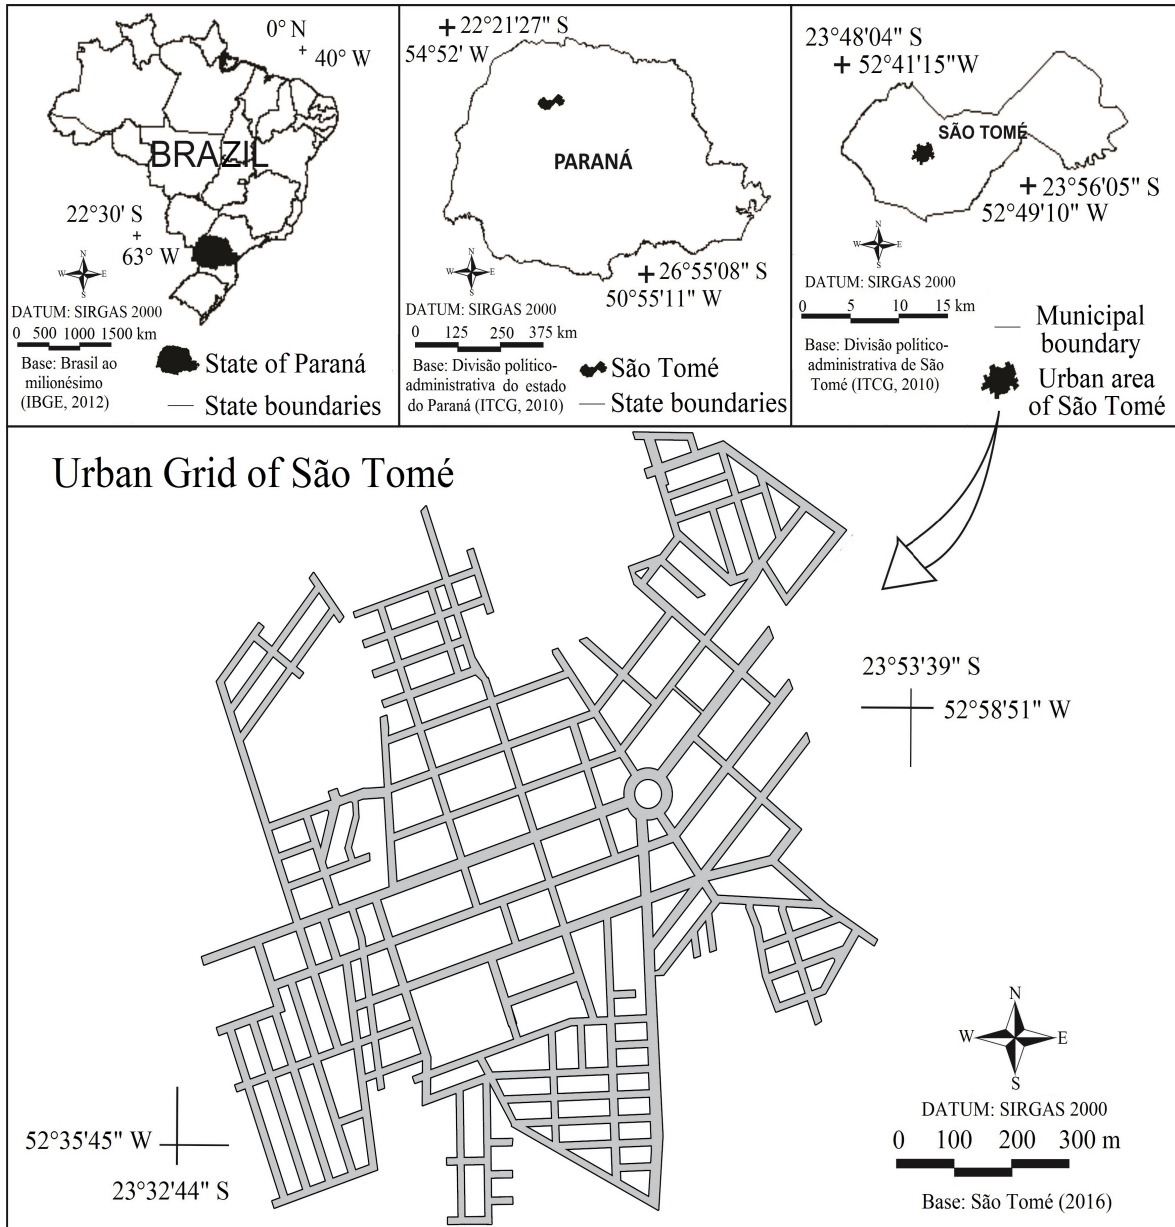 0° N
40° W
BRAZIL
22°30' S
63° W
N
W E
S
DATUM: SIRGAS 2000
0 500 1000 1500 km
Base: Brasil ao
milionésimo
(IBGE, 2012)
State of Paraná
State boundaries
22°21'27" S
54°52' W
PARANÁ
26°55'08" S
50°55'11" W
N
W E
S
DATUM: SIRGAS 2000
0 125 250 375 km
Base: Divisão político-
administrativa do estado
do Paraná (ITCG, 2010)
São Tomé
State boundaries
23°48'04" S
52°41'15"W
SÃO TOMÉ
23°56'05" S
52°49'10" W
N
W E
S
DATUM: SIRGAS 2000
0 5 10 15 km
Base: Divisão político-
administrativa de São
Tomé (ITCG, 2010)
Municipal
boundary
Urban area
of São Tomé
Urban Grid of São Tomé
23°53'39" S
52°58'51" W
52°35'45" W
23°32'44" S
N
W E
S
DATUM: SIRGAS 2000
0 100 200 300 m
Base: São Tomé (2016)